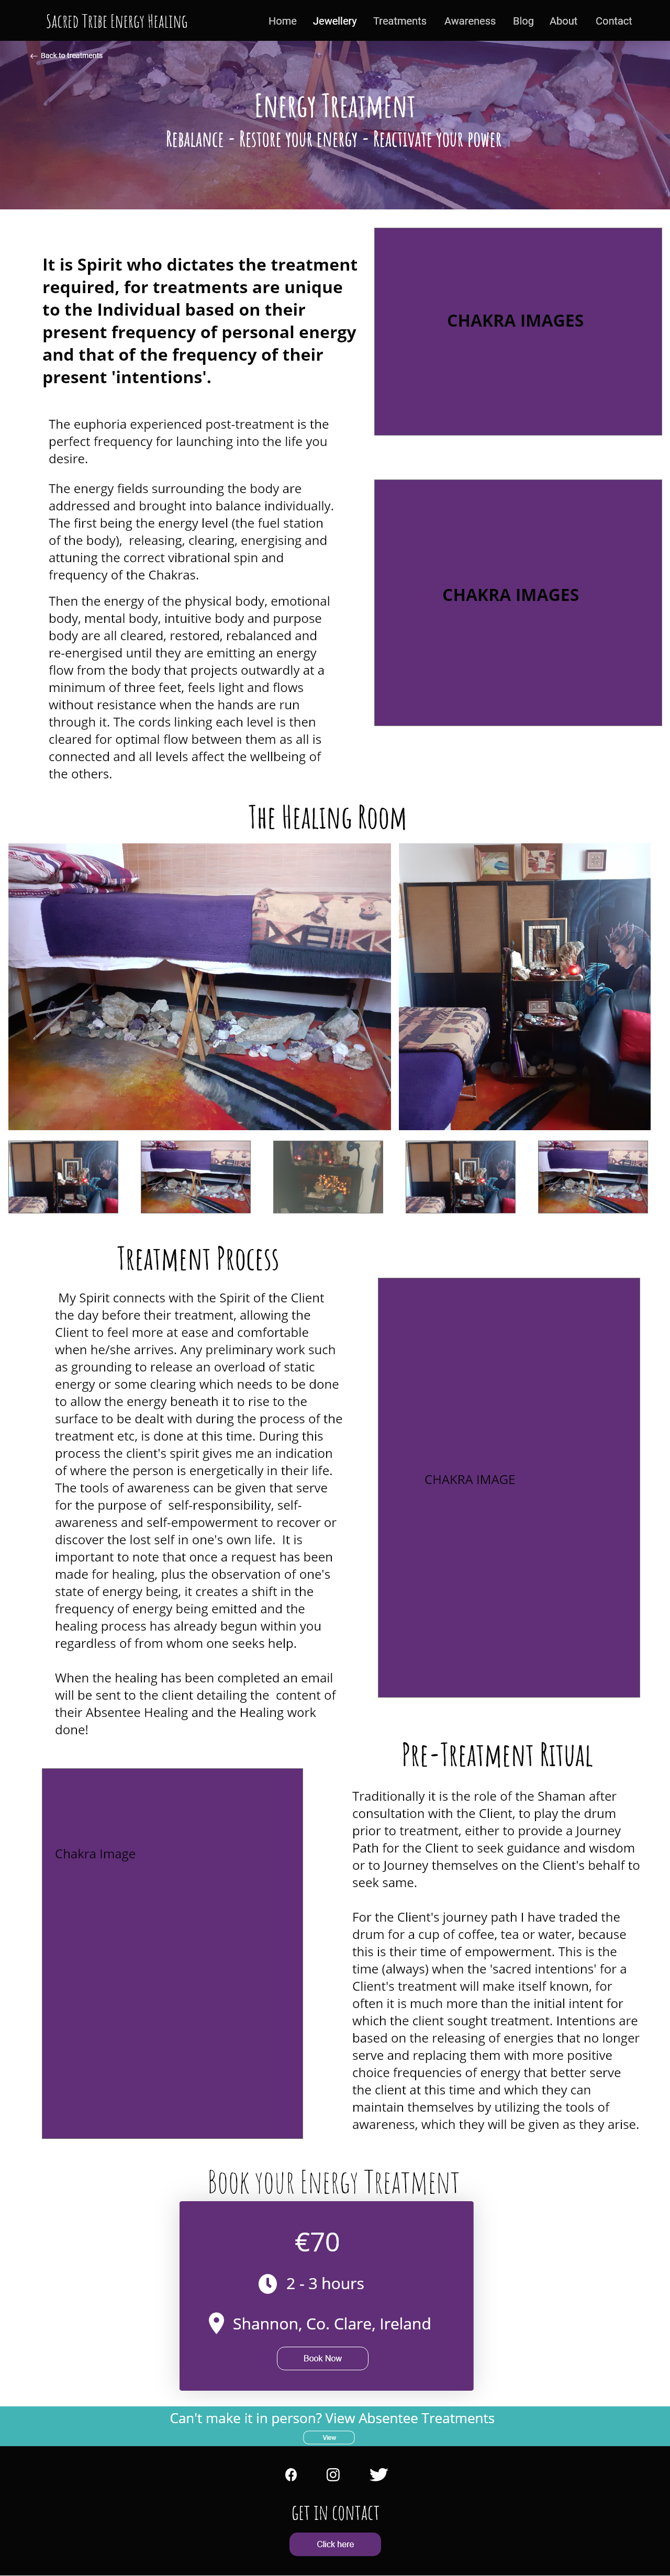 Sacred Tribe Energy Healing
Home Jewellery Treatments Awareness Blog About Contact
← Back to treatments
Energy Treatment
Rebalance - Restore your energy - Reactivate your power
It is Spirit who dictates the treatment
required, for treatments are unique
to the Individual based on their
present frequency of personal energy
and that of the frequency of their
present 'intentions'.
CHAKRA IMAGES
The euphoria experienced post-treatment is the
perfect frequency for launching into the life you
desire.
The energy fields surrounding the body are
addressed and brought into balance individually.
The first being the energy level (the fuel station
of the body),  releasing, clearing, energising and
attuning the correct vibrational spin and
frequency of the Chakras.
CHAKRA IMAGES
Then the energy of the physical body, emotional
body, mental body, intuitive body and purpose
body are all cleared, restored, rebalanced and
re-energised until they are emitting an energy
flow from the body that projects outwardly at a
minimum of three feet, feels light and flows
without resistance when the hands are run
through it. The cords linking each level is then
cleared for optimal flow between them as all is
connected and all levels affect the wellbeing of
the others.
The Healing Room
Treatment Process
My Spirit connects with the Spirit of the Client
the day before their treatment, allowing the
Client to feel more at ease and comfortable
when he/she arrives. Any preliminary work such
as grounding to release an overload of static
energy or some clearing which needs to be done
to allow the energy beneath it to rise to the
surface to be dealt with during the process of the
treatment etc, is done at this time. During this
process the client's spirit gives me an indication
of where the person is energetically in their life.
The tools of awareness can be given that serve
for the purpose of  self-responsibility, self-
awareness and self-empowerment to recover or
discover the lost self in one's own life.  It is
important to note that once a request has been
made for healing, plus the observation of one's
state of energy being, it creates a shift in the
frequency of energy being emitted and the
healing process has already begun within you
regardless of from whom one seeks help.
CHAKRA IMAGE
When the healing has been completed an email
will be sent to the client detailing the  content of
their Absentee Healing and the Healing work
done!
Pre-Treatment Ritual
Chakra Image
Traditionally it is the role of the Shaman after
consultation with the Client, to play the drum
prior to treatment, either to provide a Journey
Path for the Client to seek guidance and wisdom
or to Journey themselves on the Client's behalf to
seek same.
For the Client's journey path I have traded the
drum for a cup of coffee, tea or water, because
this is their time of empowerment. This is the
time (always) when the 'sacred intentions' for a
Client's treatment will make itself known, for
often it is much more than the initial intent for
which the client sought treatment. Intentions are
based on the releasing of energies that no longer
serve and replacing them with more positive
choice frequencies of energy that better serve
the client at this time and which they can
maintain themselves by utilizing the tools of
awareness, which they will be given as they arise.
Book your Energy Treatment
€70
2 - 3 hours
Shannon, Co. Clare, Ireland
Book Now
Can't make it in person? View Absentee Treatments
View
get in contact
Click here